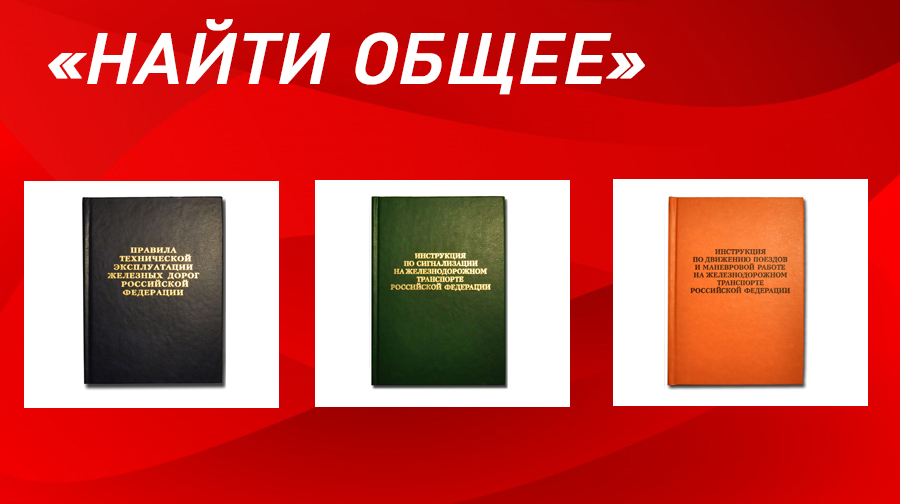 «НАЙТИ ОБЩЕЕ»
ПРАВИЛА
ТЕХНИЧЕСКОЙ
ЭКСПЛУАТАЦИИ
ЖЕЛЕЗНЫХ ДОРОГ
РОССИЙСКОЙ
ФЕДЕРАЦИИ
ИНСТРУКЦИЯ
ПО СИГНАЛИЗАЦИИ
НА ЖЕЛЕЗНОДОРОЖНОМ
ТРАНСПОРТЕ
РОССИЙСКОЙ ФЕДЕРАЦИИ
ИНСТРУКЦИЯ
ПО ДВИЖЕНИЮ ПОЕЗДОВ
И МАНЕВРОВОЙ РАБОТЕ
НА ЖЕЛЕЗНОДОРОЖНОМ
ТРАНСПОРТЕ
РОССИЙСКОЙ ФЕДЕРАЦИИ